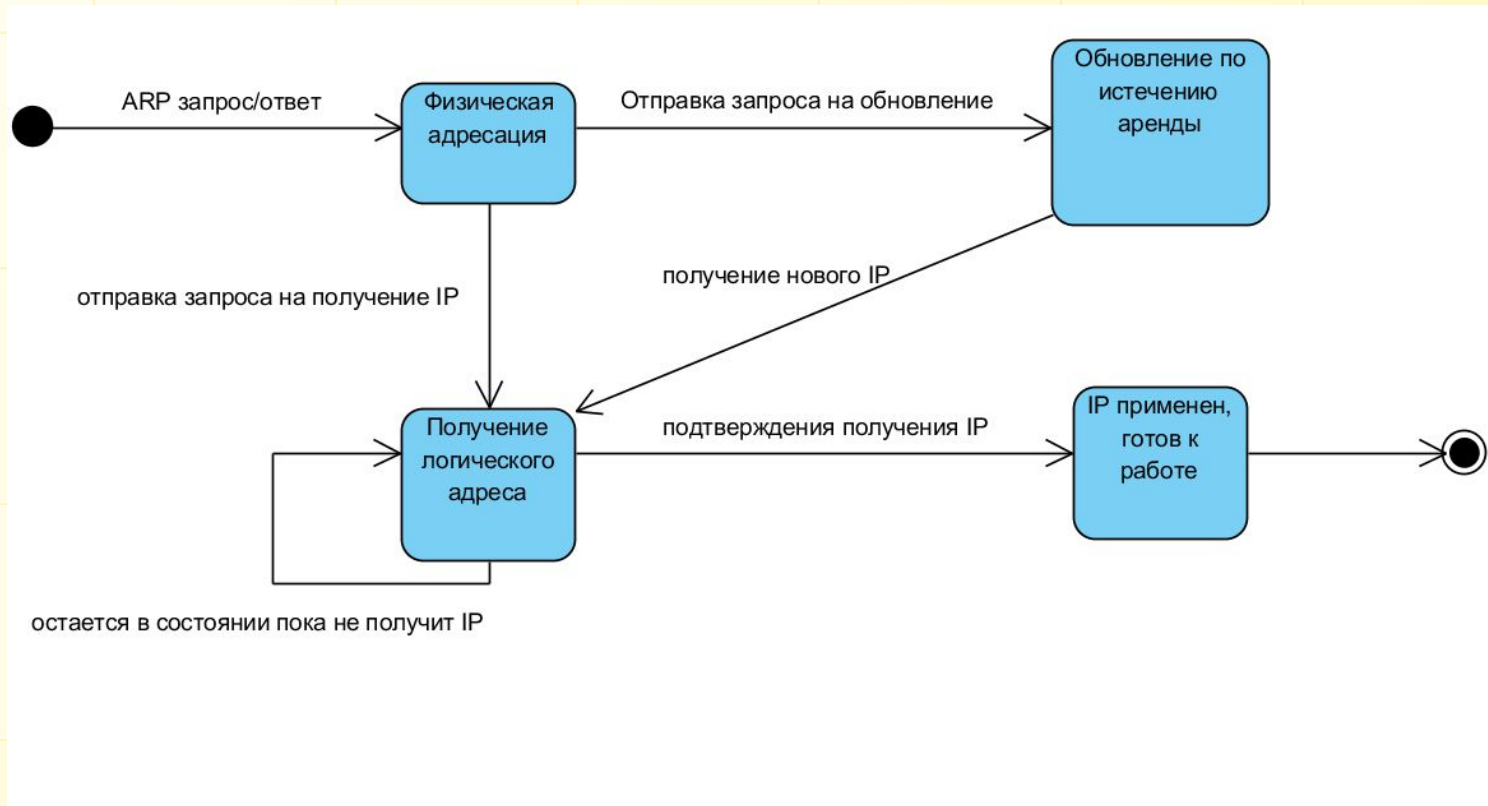 ARP запрос/ответ
Физическая
адресация
Отправка запроса на обновление
Обновление по
истечению
аренды
отправка запроса на получение IP
получение нового IP
Получение
логического
адреса
подтверждения получения IP
IP применен,
готов к
работе
остается в состоянии пока не получит IP